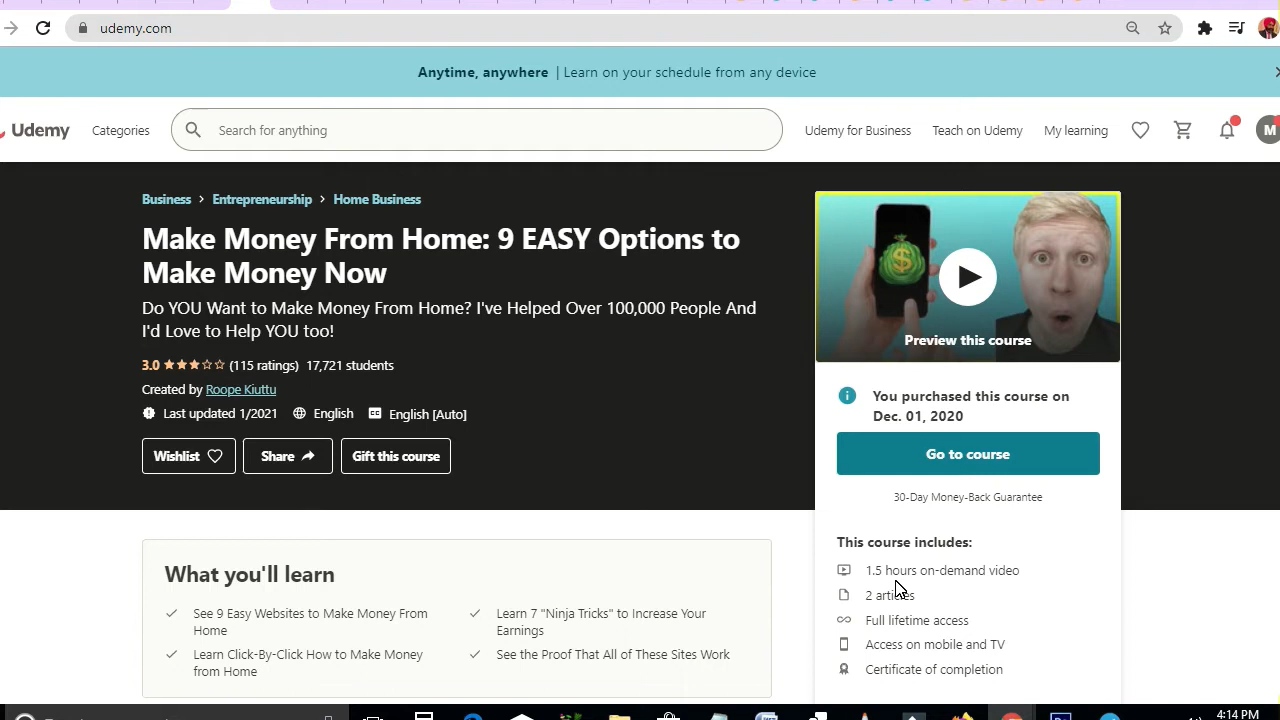 udemy.com
Anytime, anywhere | Learn on your schedule from any device
Udemy
Categories
Search for anything
Udemy for Business
Teach on Udemy
My learning
M
Business > Entrepreneurship > Home Business
Make Money From Home: 9 EASY Options to
Make Money Now
Do YOU Want to Make Money From Home? I've Helped Over 100,000 People And
I'd Love to Help YOU too!
3.0 (115 ratings) 17,721 students
Created by Roope Kiuttu
Last updated 1/2021 English English [Auto]
Wishlist
Share
Gift this course
Preview this course
You purchased this course on
Dec. 01, 2020
Go to course
30-Day Money-Back Guarantee
This course includes:
1.5 hours on-demand video
2 articles
Full lifetime access
Access on mobile and TV
Certificate of completion
What you'll learn
See 9 Easy Websites to Make Money From
Home
Learn Click-By-Click How to Make Money
from Home
Learn 7 "Ninja Tricks" to Increase Your
Earnings
See the Proof That All of These Sites Work
4:14 PM